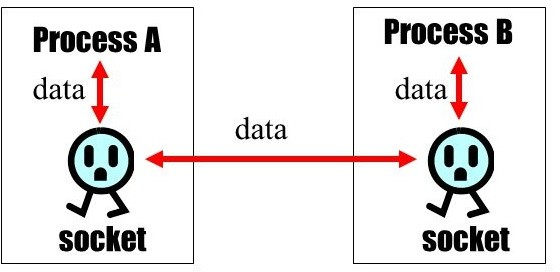 Process A
data
socket
data
Process B
data
socket